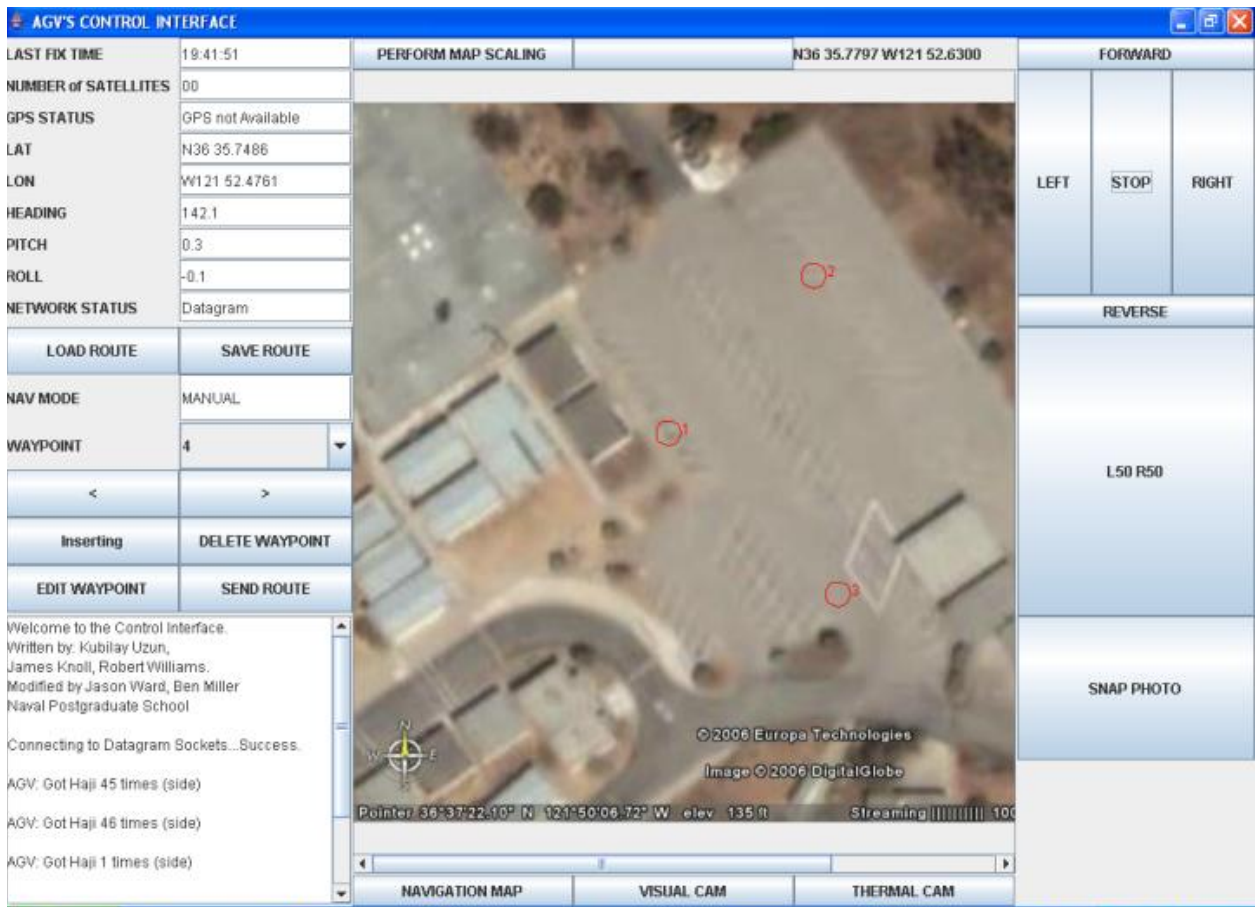 AGV'S CONTROL INTERFACE
LAST FIX TIME 19:41:51
NUMBER of SATELLITES 00
GPS STATUS GPS not Available
LAT N36 35.7486
LON W121 52.4761
HEADING 142.1
PITCH 0.3
ROLL -0.1
NETWORK STATUS Datagram
LOAD ROUTE SAVE ROUTE
NAV MODE MANUAL
WAYPOINT 4
< >
Inserting DELETE WAYPOINT
EDIT WAYPOINT SEND ROUTE
Welcome to the Control Interface.
Written by: Kubilay Uzun,
James Knoll, Robert Williams.
Modified by Jason Ward, Ben Miller
Naval Postgraduate School
Connecting to Datagram Sockets...Success.
AGV: Got Haji 45 times (side)
AGV: Got Haji 46 times (side)
AGV: Got Haji 1 times (side)
PERFORM MAP SCALING N36 35.7797 W121 52.6300
2
1
3
N
W E
S
© 2006 Europa Technologies
Image © 2006 DigitalGlobe
Pointer 36°37'22.10" N 121°50'06.72" W elev 135 ft Streaming |||||||||| 100
NAVIGATION MAP VISUAL CAM THERMAL CAM
FORWARD
LEFT STOP RIGHT
REVERSE
L50 R50
SNAP PHOTO